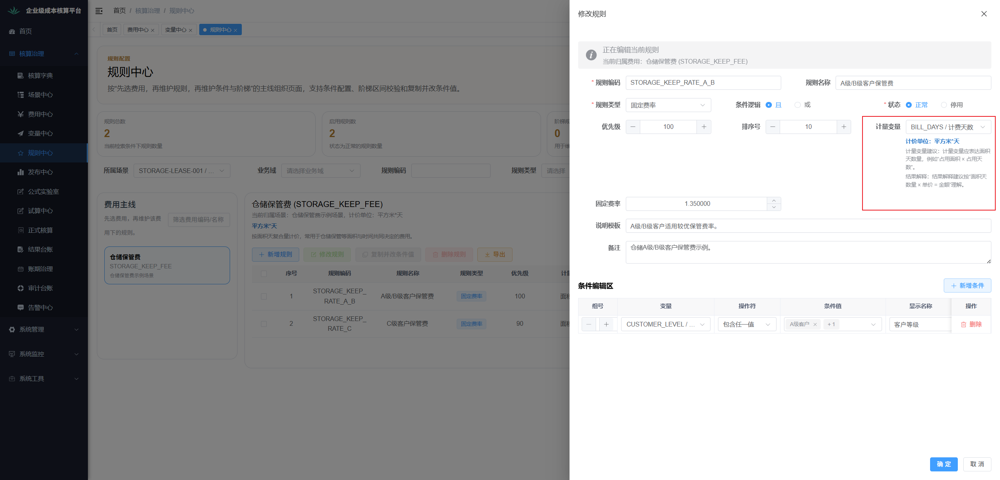 企业级成本核算平台
首页
核算治理
核算字典
场景中心
费用中心
变量中心
规则中心
发布中心
公式实验室
试算中心
正式核算
结果台账
账期治理
审计台账
告警中心
系统管理
系统监控
系统工具
首页 / 核算治理 / 规则中心
首页
费用中心
变量中心
规则中心
规则配置
规则中心
按“先选费用，再维护规则，再维护条件与阶梯”的主线组织页面，支持条件配置、阶梯区间校验和复制并改条件值。
规则总数
2
当前检索条件下规则数量
启用规则数
2
状态为正常的规则数量
阶梯规
0
用于维
所属场景 STORAGE-LEASE-001 / ...
业务域 请选择业务域
规则编码
规则类型 请选择
费用主线
先选费用，再维护该费
用下的规则。
筛选费用编码/名称
仓储保管费
STORAGE_KEEP_FEE
仓储保管费示例场景
仓储保管费 (STORAGE_KEEP_FEE)
当前归属场景：仓储保管费示例场景，计价单位：平方米*天
平方米*天
按面积天复合量计价，常用于仓储保管等面积与时间共同决定的费用。
新增规则
修改规则
复制并改条件值
删除规则
导出
序号 规则编码 规则名称 规则类型 优先级 计量
1 STORAGE_KEEP_ A级/B级客户保管费 固定费率 100 面积
RATE_A_B
2 STORAGE_KEEP_ C级客户保管费 固定费率 90 面积
RATE_C
修改规则
正在编辑当前规则
当前归属费用：仓储保管费 (STORAGE_KEEP_FEE)
* 规则编码 STORAGE_KEEP_RATE_A_B
规则名称 A级/B级客户保管费
* 规则类型 固定费率
条件逻辑 且 或
* 状态 正常 停用
优先级 100
排序号 10
计量变量 BILL_DAYS / 计费天数
计价单位：平方米*天
计量变量建议：计量变量应表达面积
天数量，例如“占用面积 × 占用天
数”。
结果解释：结果解释建议按“面积天
数量 × 单价 = 金额”理解。
固定费率 1.350000
说明模板 A级/B级客户适用较优保管费率。
备注 仓储A级/B级客户保管费示例。
条件编辑区
新增条件
组号 变量 操作符 条件值 显示名称 操作
CUSTOMER_LEVEL / ... 包含任一值 A级客户 + 1 客户等级 删除
确 定
取 消